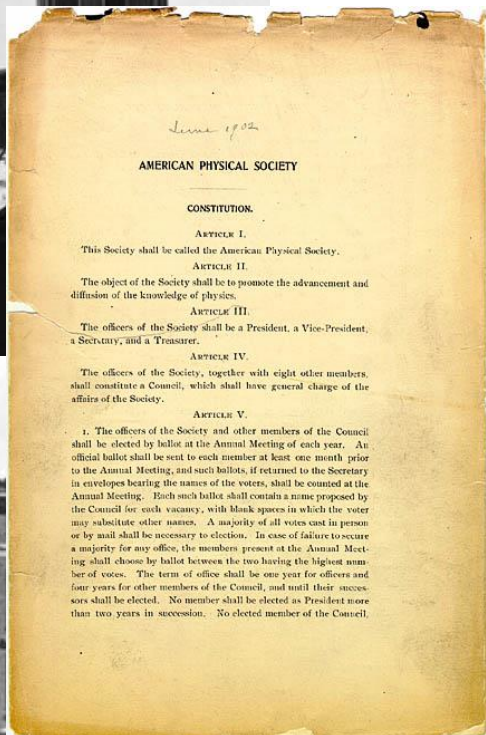 June 1902
AMERICAN PHYSICAL SOCIETY
CONSTITUTION.
ARTICLE I.
This Society shall be called the American Physical Society.
ARTICLE II.
The object of the Society shall be to promote the advancement and
diffusion of the knowledge of physics.
ARTICLE III.
The officers of the Society shall be a President, a Vice-President,
a Secretary, and a Treasurer.
ARTICLE IV.
The officers of the Society, together with eight other members,
shall constitute a Council, which shall have general charge of the
affairs of the Society.
ARTICLE V.
1. The officers of the Society and other members of the Council
shall be elected by ballot at the Annual Meeting of each year. An
official ballot shall be sent to each member at least one month prior
to the Annual Meeting, and such ballots, if returned to the Secretary
in envelopes bearing the names of the voters, shall be counted at the
Annual Meeting. Each such ballot shall contain a name proposed by
the Council for each vacancy, with blank spaces in which the voter
may substitute other names. A majority of all votes cast in person
or by mail shall be necessary to election. In case of failure to secure
a majority for any office, the members present at the Annual Meet-
ing shall choose by ballot between the two having the highest num-
ber of votes. The term of office shall be one year for officers and
four years for other members of the Council, and until their succes-
sors shall be elected. No member shall be elected as President more
than two years in succession. No elected member of the Council,